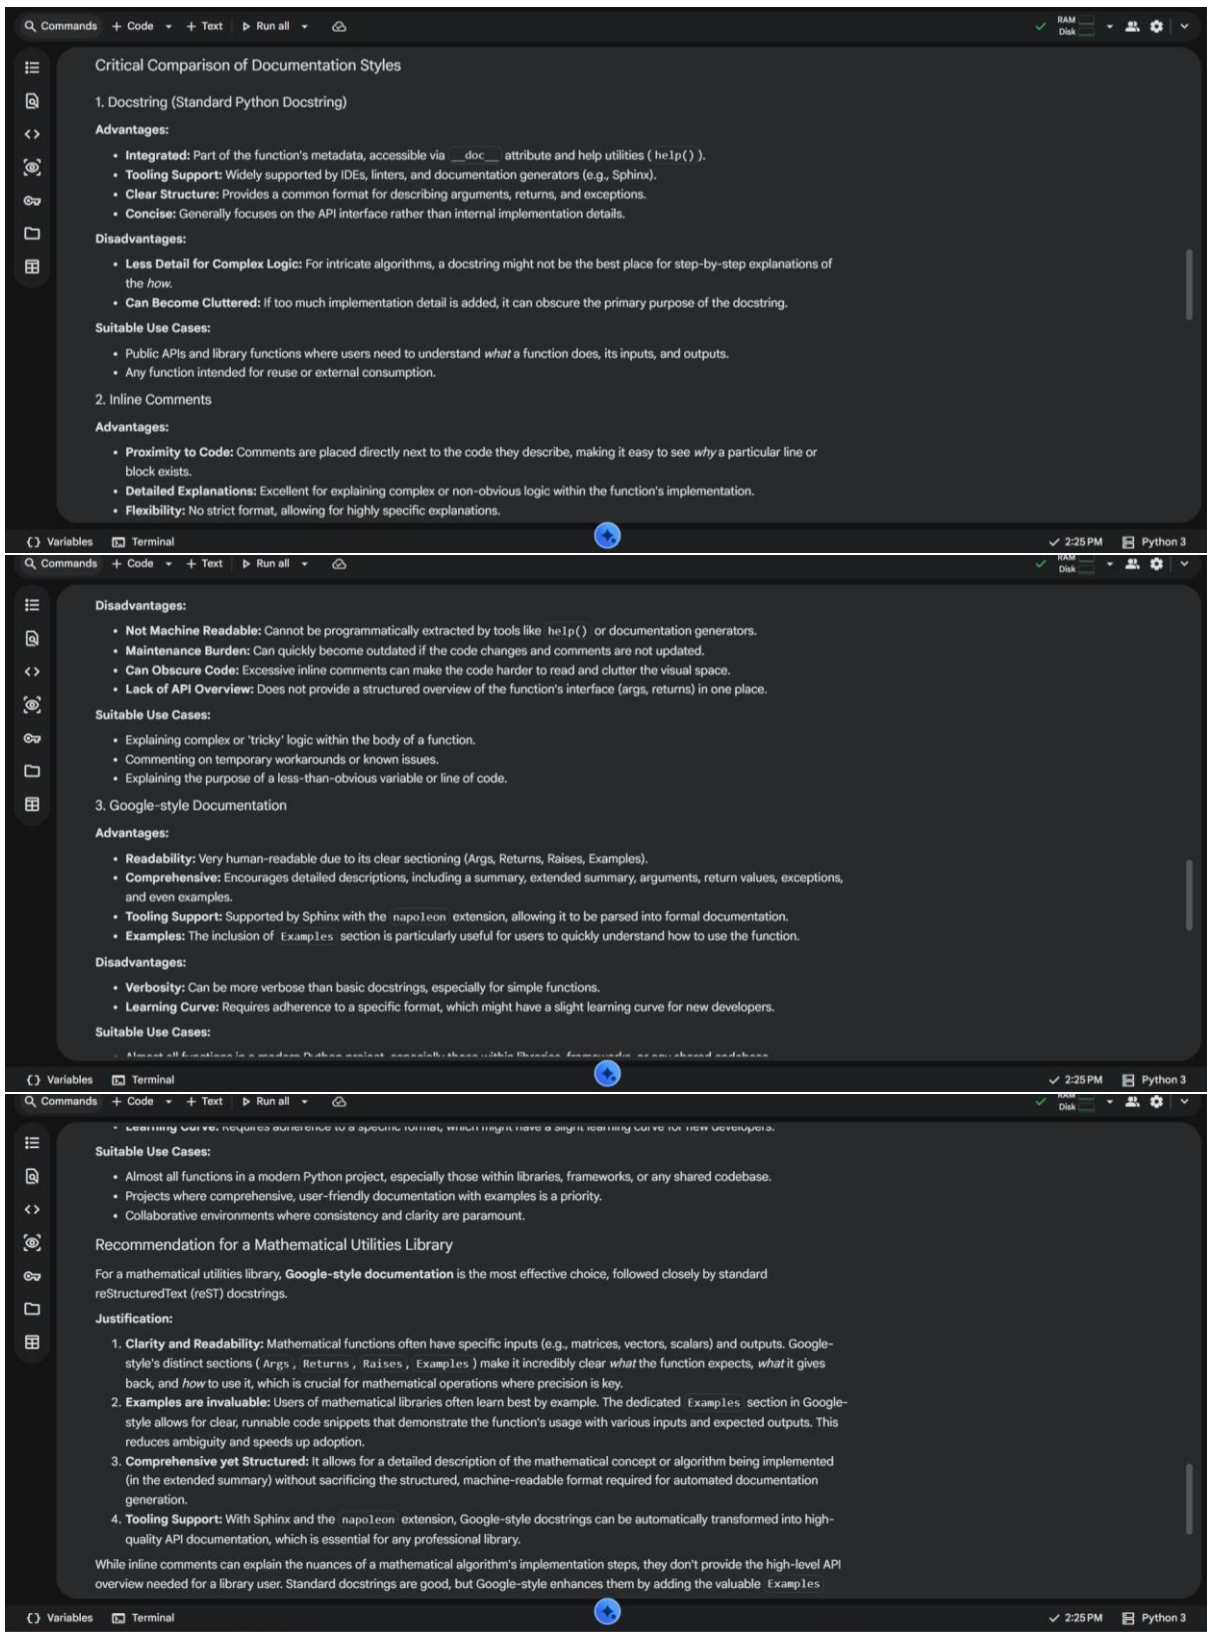 Commands + Code + Text Run all RAM Disk
Critical Comparison of Documentation Styles
1. Docstring (Standard Python Docstring)
Advantages:
• Integrated: Part of the function's metadata, accessible via __doc__ attribute and help utilities ( help() ).
• Tooling Support: Widely supported by IDEs, linters, and documentation generators (e.g., Sphinx).
• Clear Structure: Provides a common format for describing arguments, returns, and exceptions.
• Concise: Generally focuses on the API interface rather than internal implementation details.
Disadvantages:
• Less Detail for Complex Logic: For intricate algorithms, a docstring might not be the best place for step-by-step explanations of
the how.
• Can Become Cluttered: If too much implementation detail is added, it can obscure the primary purpose of the docstring.
Suitable Use Cases:
• Public APIs and library functions where users need to understand what a function does, its inputs, and outputs.
• Any function intended for reuse or external consumption.
2. Inline Comments
Advantages:
• Proximity to Code: Comments are placed directly next to the code they describe, making it easy to see why a particular line or
block exists.
• Detailed Explanations: Excellent for explaining complex or non-obvious logic within the function's implementation.
• Flexibility: No strict format, allowing for highly specific explanations.
{} Variables Terminal 2:25 PM Python 3
Commands + Code + Text Run all RAM Disk
Disadvantages:
• Not Machine Readable: Cannot be programmatically extracted by tools like help() or documentation generators.
• Maintenance Burden: Can quickly become outdated if the code changes and comments are not updated.
• Can Obscure Code: Excessive inline comments can make the code harder to read and clutter the visual space.
• Lack of API Overview: Does not provide a structured overview of the function's interface (args, returns) in one place.
Suitable Use Cases:
• Explaining complex or 'tricky' logic within the body of a function.
• Commenting on temporary workarounds or known issues.
• Explaining the purpose of a less-than-obvious variable or line of code.
3. Google-style Documentation
Advantages:
• Readability: Very human-readable due to its clear sectioning (Args, Returns, Raises, Examples).
• Comprehensive: Encourages detailed descriptions, including a summary, extended summary, arguments, return values, exceptions,
and even examples.
• Tooling Support: Supported by Sphinx with the napoleon extension, allowing it to be parsed into formal documentation.
• Examples: The inclusion of Examples section is particularly useful for users to quickly understand how to use the function.
Disadvantages:
• Verbosity: Can be more verbose than basic docstrings, especially for simple functions.
• Learning Curve: Requires adherence to a specific format, which might have a slight learning curve for new developers.
Suitable Use Cases:
• Almost all functions in a modern Python project, especially those within libraries, frameworks, or any shared codebase.
{} Variables Terminal 2:25 PM Python 3
Commands + Code + Text Run all RAM Disk
• Learning Curve: Requires adherence to a specific format, which might have a slight learning curve for new developers.
Suitable Use Cases:
• Almost all functions in a modern Python project, especially those within libraries, frameworks, or any shared codebase.
• Projects where comprehensive, user-friendly documentation with examples is a priority.
• Collaborative environments where consistency and clarity are paramount.
Recommendation for a Mathematical Utilities Library
For a mathematical utilities library, Google-style documentation is the most effective choice, followed closely by standard
reStructuredText (reST) docstrings.
Justification:
1. Clarity and Readability: Mathematical functions often have specific inputs (e.g., matrices, vectors, scalars) and outputs. Google-
style's distinct sections ( Args , Returns , Raises , Examples ) make it incredibly clear what the function expects, what it gives
back, and how to use it, which is crucial for mathematical operations where precision is key.
2. Examples are invaluable: Users of mathematical libraries often learn best by example. The dedicated Examples section in Google-
style allows for clear, runnable code snippets that demonstrate the function's usage with various inputs and expected outputs. This
reduces ambiguity and speeds up adoption.
3. Comprehensive yet Structured: It allows for a detailed description of the mathematical concept or algorithm being implemented
(in the extended summary) without sacrificing the structured, machine-readable format required for automated documentation
generation.
4. Tooling Support: With Sphinx and the napoleon extension, Google-style docstrings can be automatically transformed into high-
quality API documentation, which is essential for any professional library.
While inline comments can explain the nuances of a mathematical algorithm's implementation steps, they don't provide the high-level API
overview needed for a library user. Standard docstrings are good, but Google-style enhances them by adding the valuable Examples
{} Variables Terminal 2:25 PM Python 3